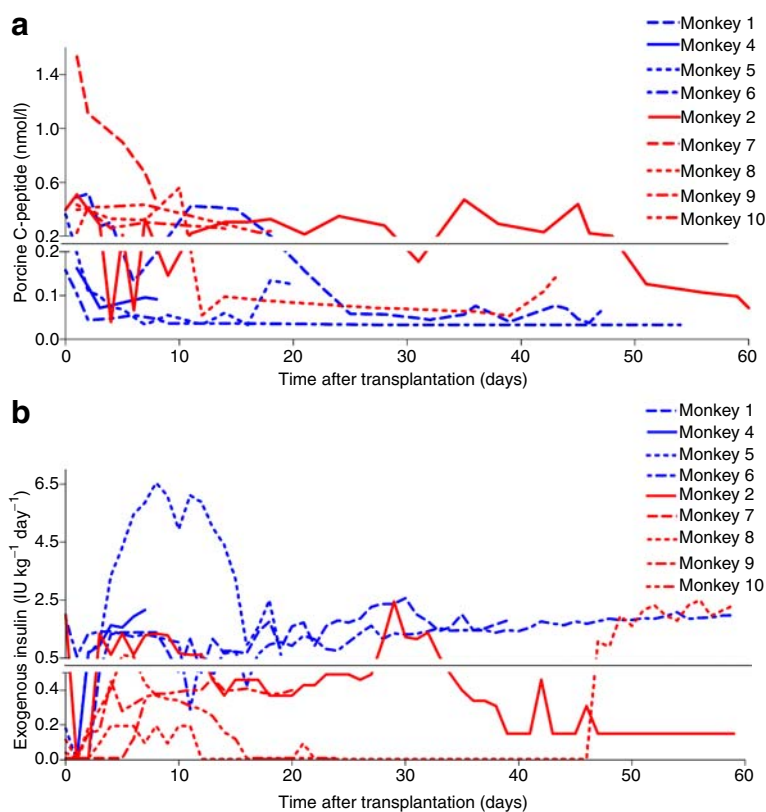 a
Monkey 1
Monkey 4
Monkey 5
Monkey 6
Monkey 2
Monkey 7
Monkey 8
Monkey 9
Monkey 10
Porcine C-peptide (nmol/l)
1.4
1.0
0.6
0.2
0.2
0.1
0.0
0 10 20 30 40 50 60
Time after transplantation (days)
b
Monkey 1
Monkey 4
Monkey 5
Monkey 6
Monkey 2
Monkey 7
Monkey 8
Monkey 9
Monkey 10
Exogenous insulin (IU kg⁻¹ day⁻¹)
6.5
4.5
2.5
0.5
0.4
0.2
0.0
0 10 20 30 40 50 60
Time after transplantation (days)